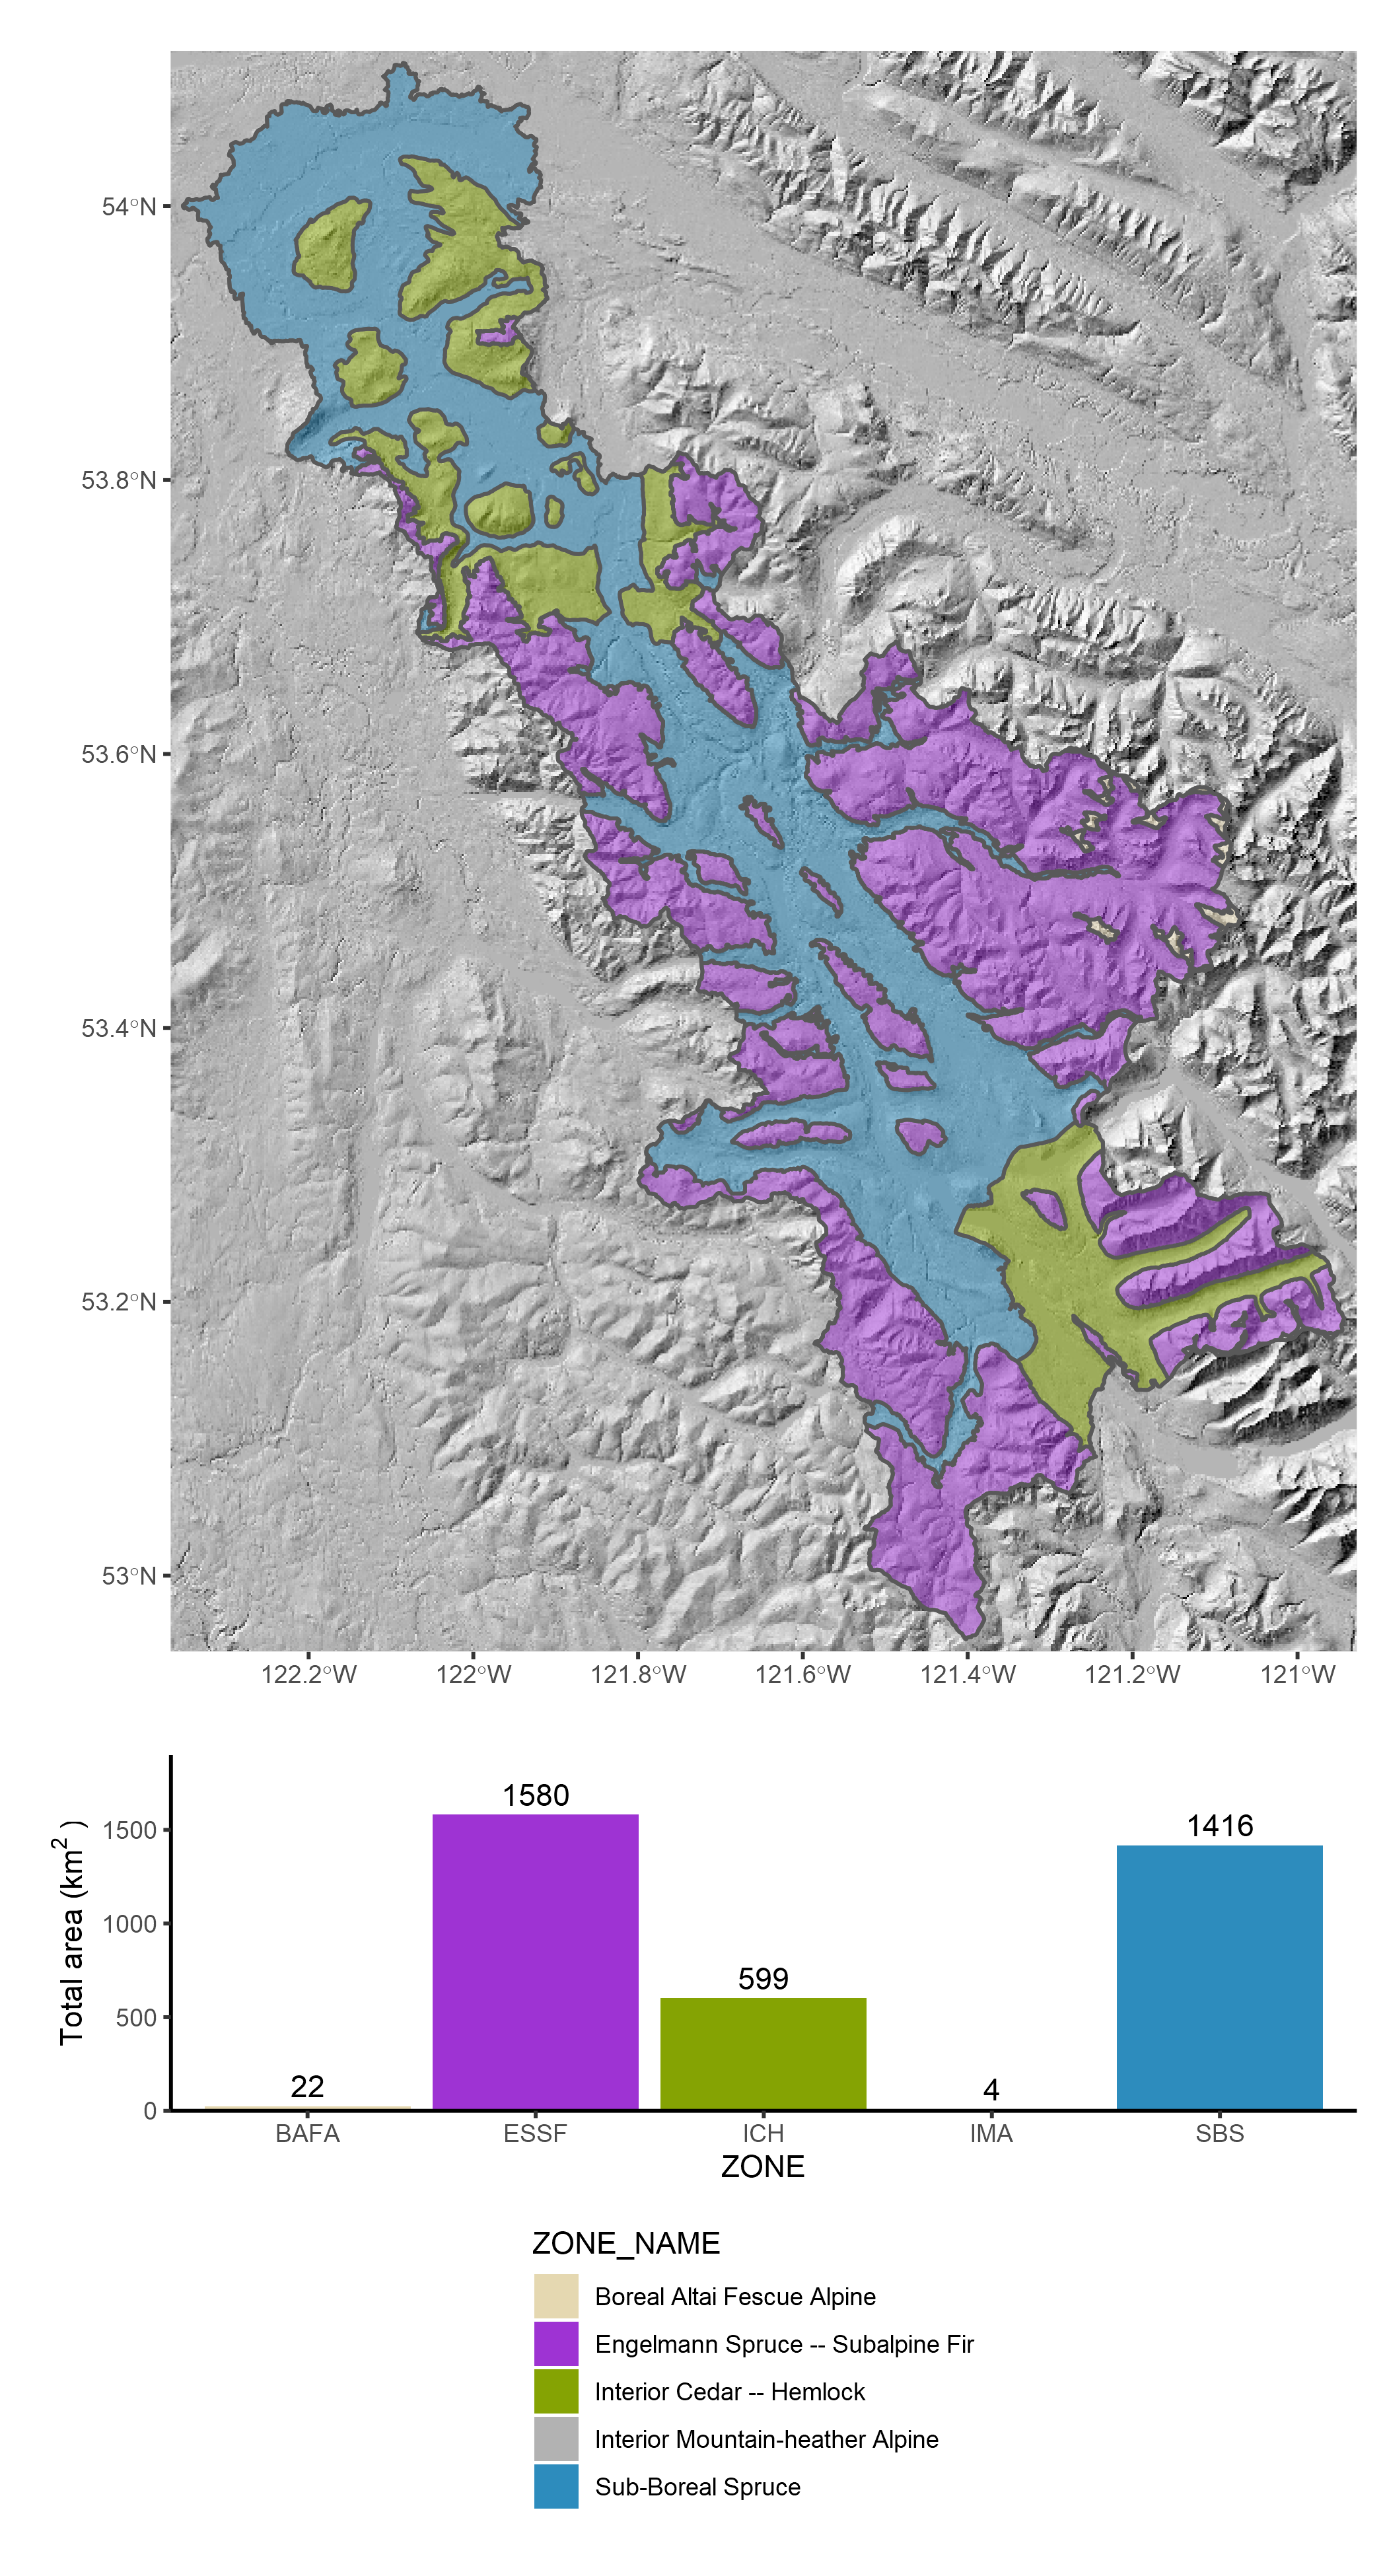 54°N
53.8°N
53.6°N
53.4°N
53.2°N
53°N
122.2°W 122°W 121.8°W 121.6°W 121.4°W 121.2°W 121°W
Total area (km2 )
1500
1000
500
0
22 1580 599 4 1416
BAFA ESSF ICH IMA SBS
ZONE
ZONE_NAME
Boreal Altai Fescue Alpine
Engelmann Spruce -- Subalpine Fir
Interior Cedar -- Hemlock
Interior Mountain-heather Alpine
Sub-Boreal Spruce